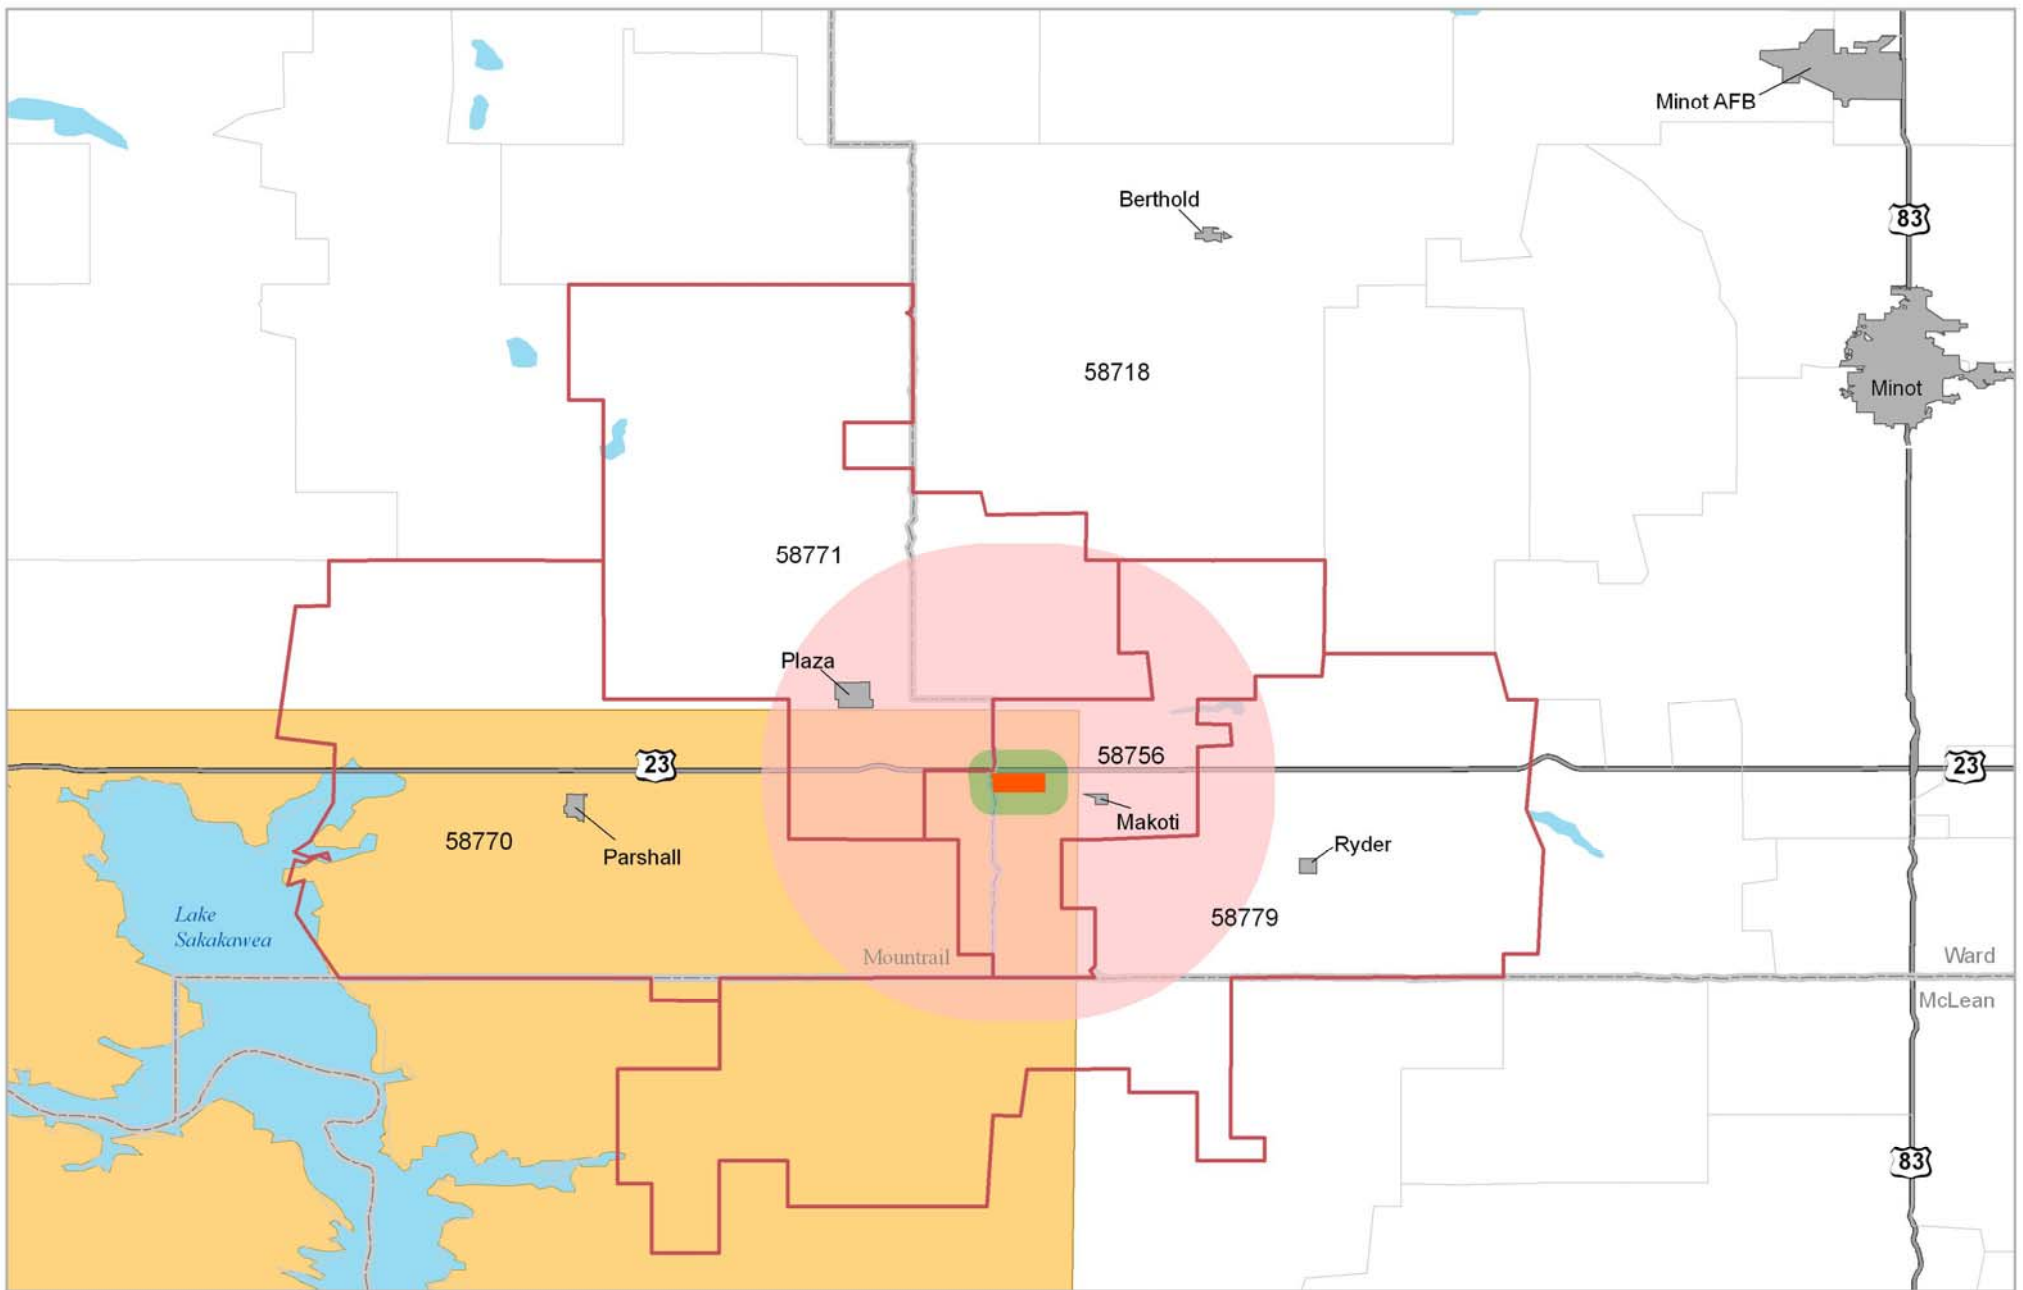 Minot AFB
Berthold
83
58718
Minot
58771
Plaza
58756
23
23
Makoti
58770
Parshall
Ryder
58779
Lake
Sakakawea
Mountrail
Ward
McLean
83